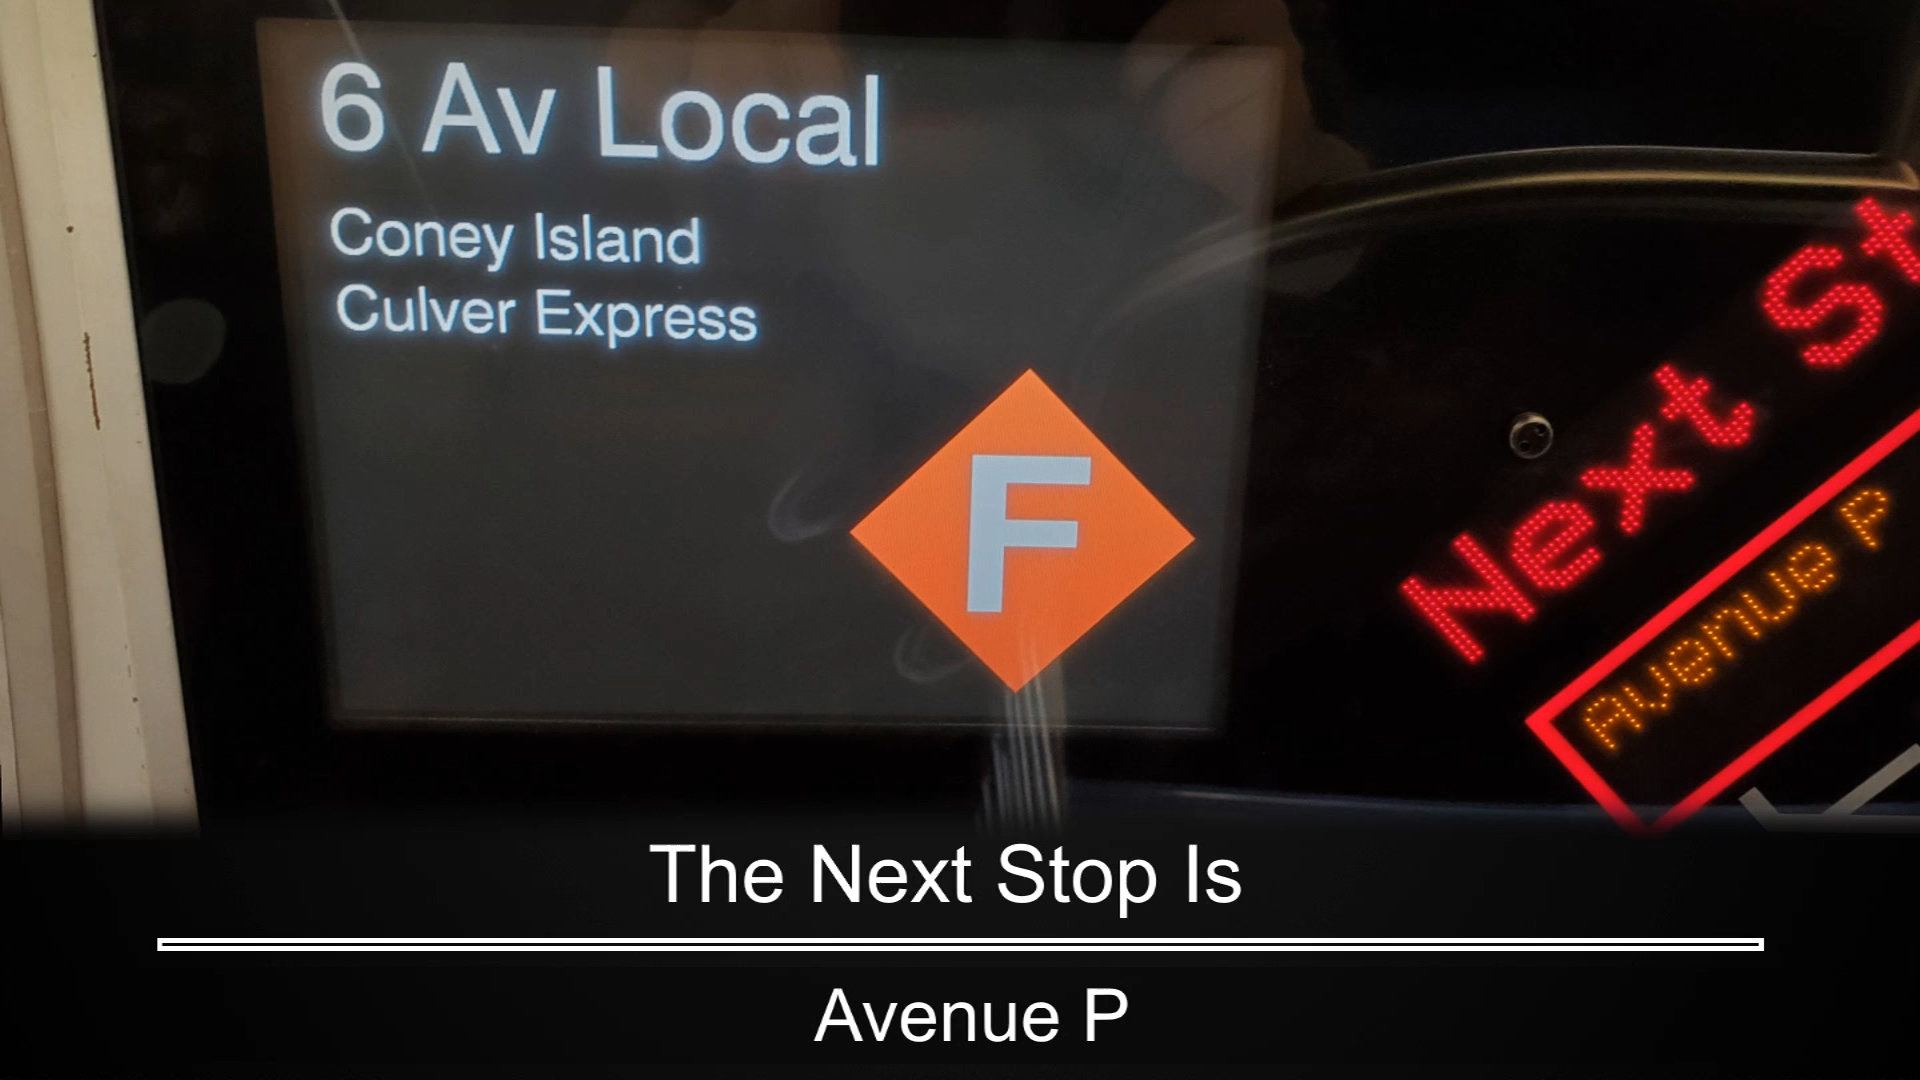 6 Av Local
Coney Island
Culver Express
F
Next St
Avenue P
The Next Stop Is
Avenue P